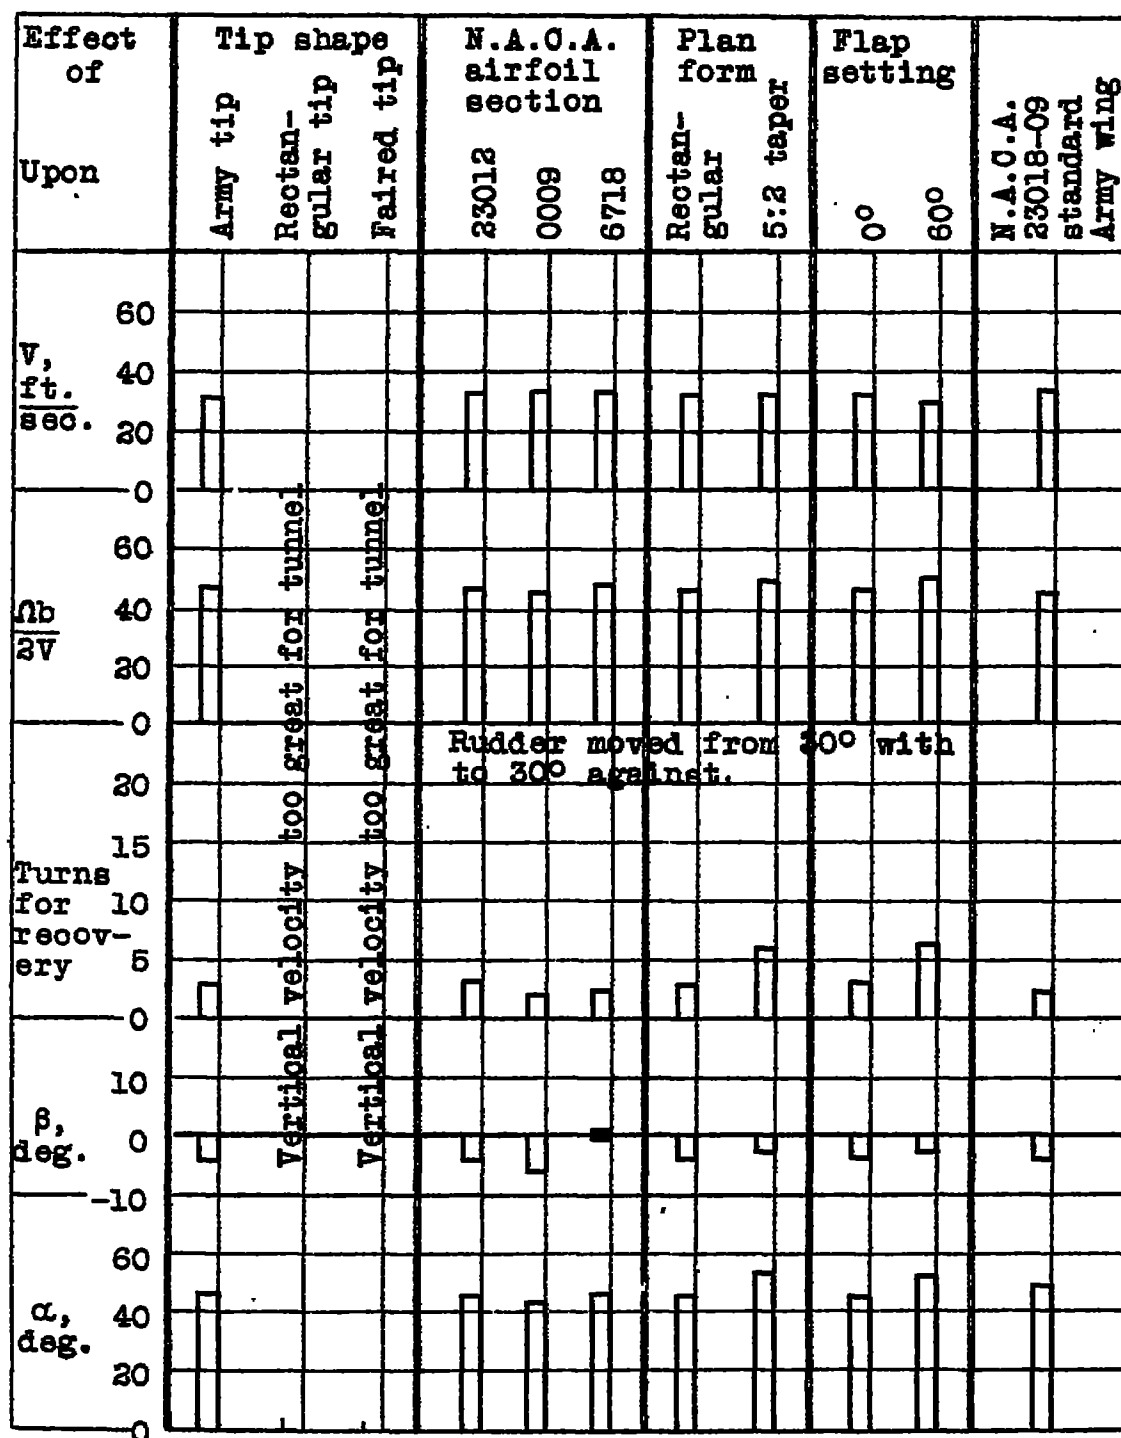 Effect
of
Upon
Tip shape
Army tip
Rectan-
gular tip
Faired tip
N.A.C.A.
airfoil
section
23012
0009
6718
Plan
form
Rectan-
gular
5:2 taper
Flap
setting
0°
60°
N.A.C.A.
23018-09
standard
Army wing
V,
ft.
sec.
60
40
20
0
Ωb
2V
60
40
20
0
Vertical velocity too great for tunnel
Vertical velocity too great for tunnel
Rudder moved from 30° with
to 30° against.
Turns
for
recov-
ery
20
15
10
5
0
β,
deg.
10
0
-10
α,
deg.
60
40
20
0